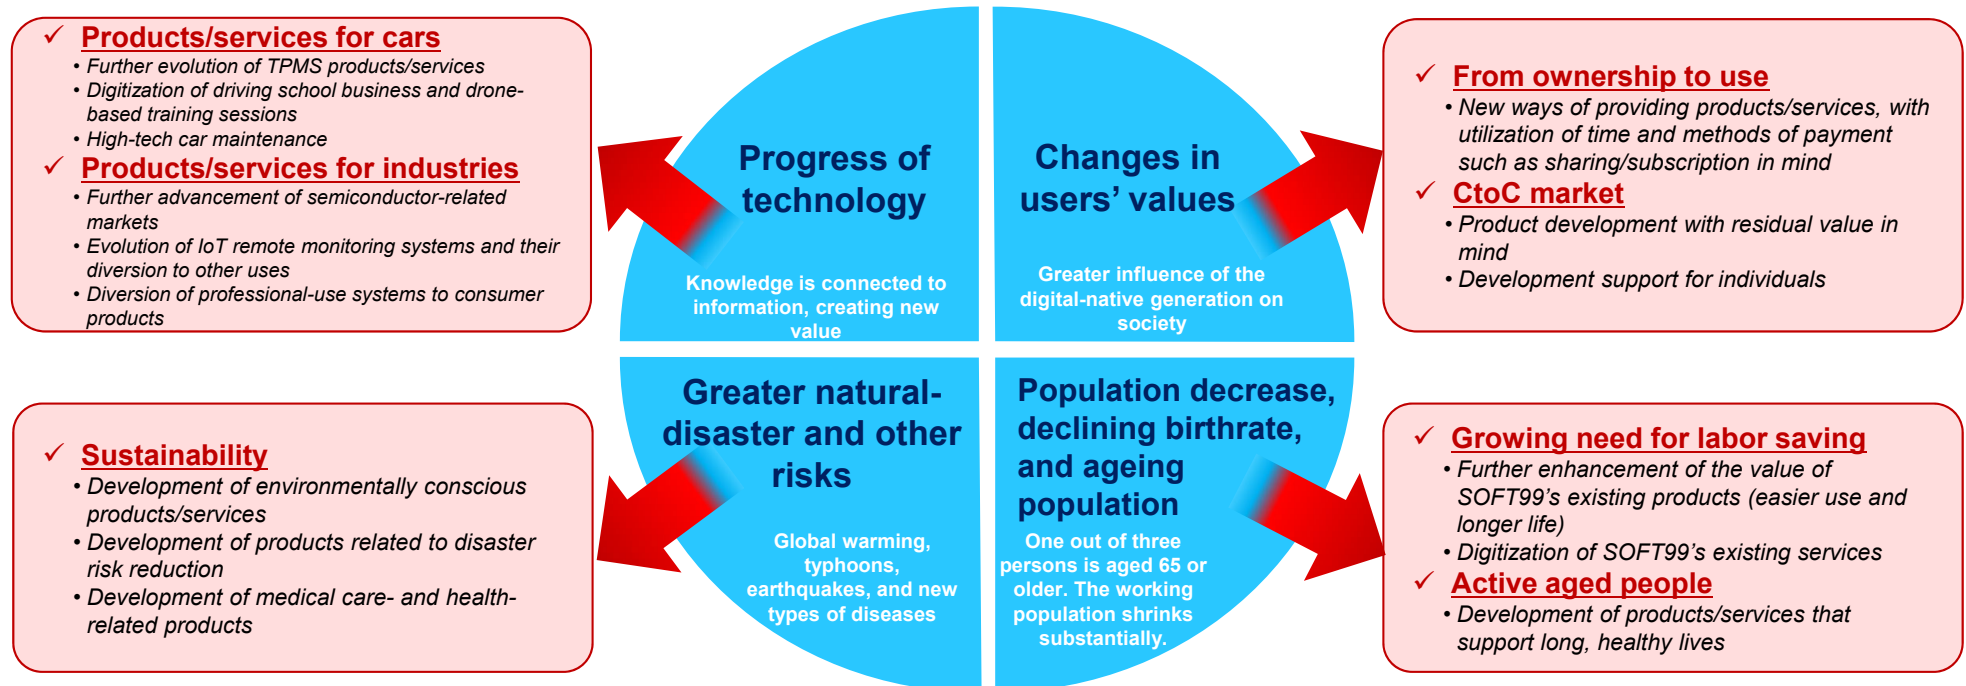 ✓ Products/services for cars
• Further evolution of TPMS products/services
• Digitization of driving school business and drone-
based training sessions
• High-tech car maintenance
✓ Products/services for industries
• Further advancement of semiconductor-related
markets
• Evolution of IoT remote monitoring systems and their
diversion to other uses
• Diversion of professional-use systems to consumer
products
Progress of
technology
Knowledge is connected to
information, creating new
value
Changes in
users’ values
Greater influence of the
digital-native generation on
society
✓ From ownership to use
• New ways of providing products/services, with
utilization of time and methods of payment
such as sharing/subscription in mind
✓ CtoC market
• Product development with residual value in
mind
• Development support for individuals
✓ Sustainability
• Development of environmentally conscious
products/services
• Development of products related to disaster
risk reduction
• Development of medical care- and health-
related products
Greater natural-
disaster and other
risks
Global warming,
typhoons,
earthquakes, and new
types of diseases
Population decrease,
declining birthrate,
and ageing
population
One out of three
persons is aged 65 or
older. The working
population shrinks
substantially.
✓ Growing need for labor saving
• Further enhancement of the value of
SOFT99’s existing products (easier use and
longer life)
• Digitization of SOFT99’s existing services
✓ Active aged people
• Development of products/services that
support long, healthy lives